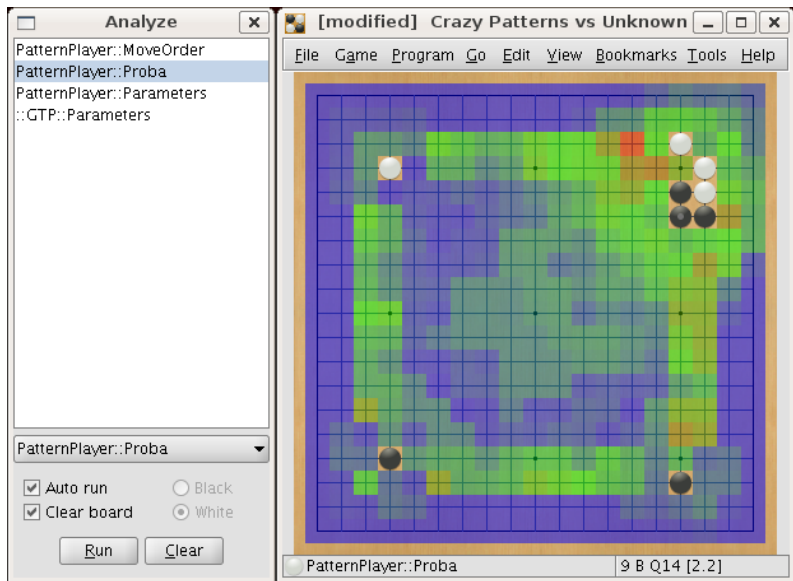 Analyze
PatternPlayer::MoveOrder
PatternPlayer::Proba
PatternPlayer::Parameters
::GTP::Parameters
PatternPlayer::Proba
Auto run
Black
Clear board
White
Run
Clear
[modified] Crazy Patterns vs Unknown
File Game Program Go Edit View Bookmarks Tools Help
PatternPlayer::Proba
9 B Q14 [2.2]